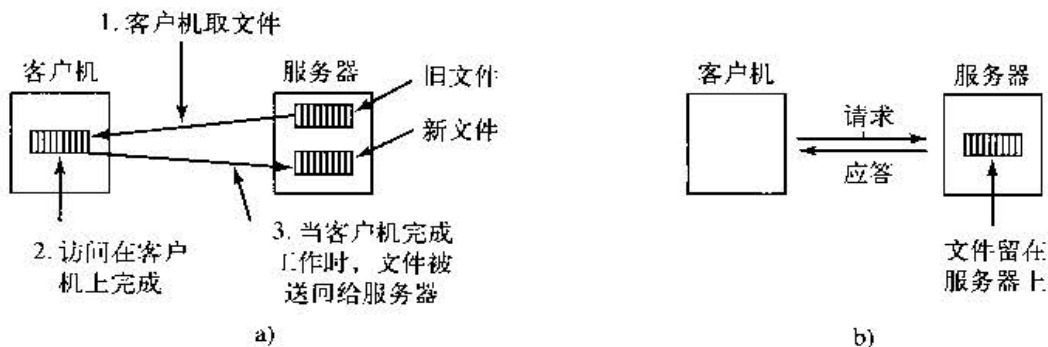 1. 客户机取文件
客户机
服务器
旧文件
新文件
2. 访问在客户
机上完成
3. 当客户机完成
工作时，文件被
送回给服务器
a)
客户机
服务器
请求
应答
文件留在
服务器上
b)